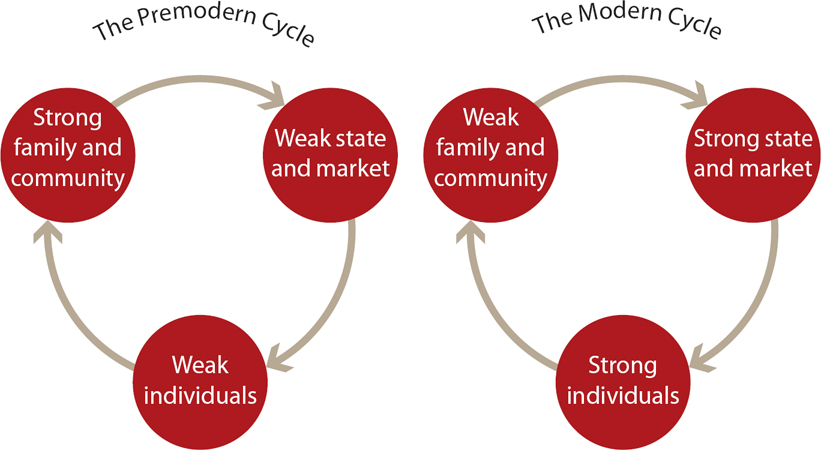 The Premodern Cycle
Strong
family and
community
Weak state
and market
Weak
individuals
The Modern Cycle
Weak
family and
community
Strong state
and market
Strong
individuals